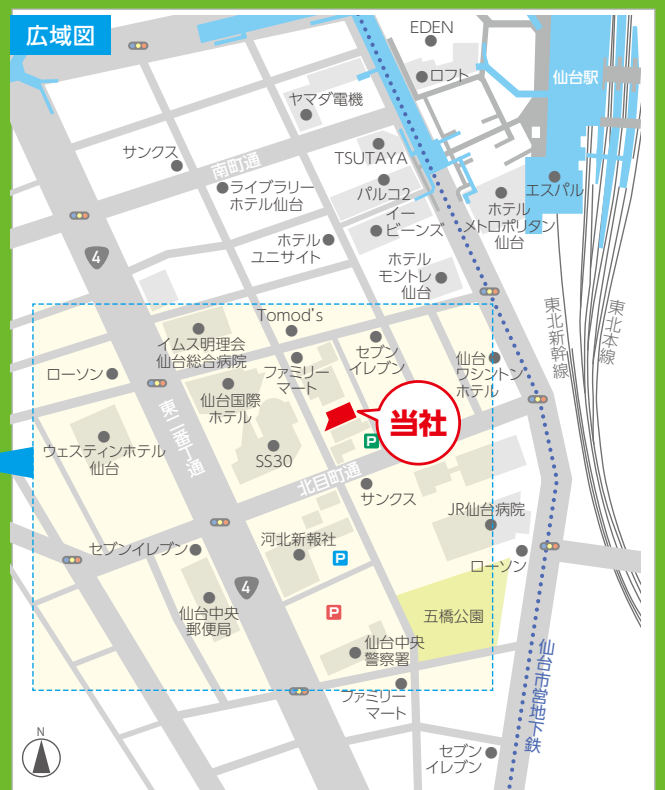 広域図
EDEN
ロフト
仙台駅
ヤマダ電機
サンクス
TSUTAYA
南町通
ライブラリー
ホテル仙台
パルコ2
イー
ビーンズ
エスパル
ホテル
メトロポリタン
仙台
ホテル
ユニサイト
ホテル
モントレ
仙台
4
東北新幹線
東北本線
Tomod's
イムス明理会
仙台総合病院
ファミリー
マート
セブン
イレブン
仙台
ワシントン
ホテル
ローソン
仙台国際
ホテル
東二番丁通
当社
P
ウェスティンホテル
仙台
SS30
北目町通
サンクス
JR仙台病院
セブンイレブン
河北新報社
P
ローソン
4
仙台中央
郵便局
P
五橋公園
仙台中央
警察署
仙台市営地下鉄
ファミリー
マート
N
セブン
イレブン